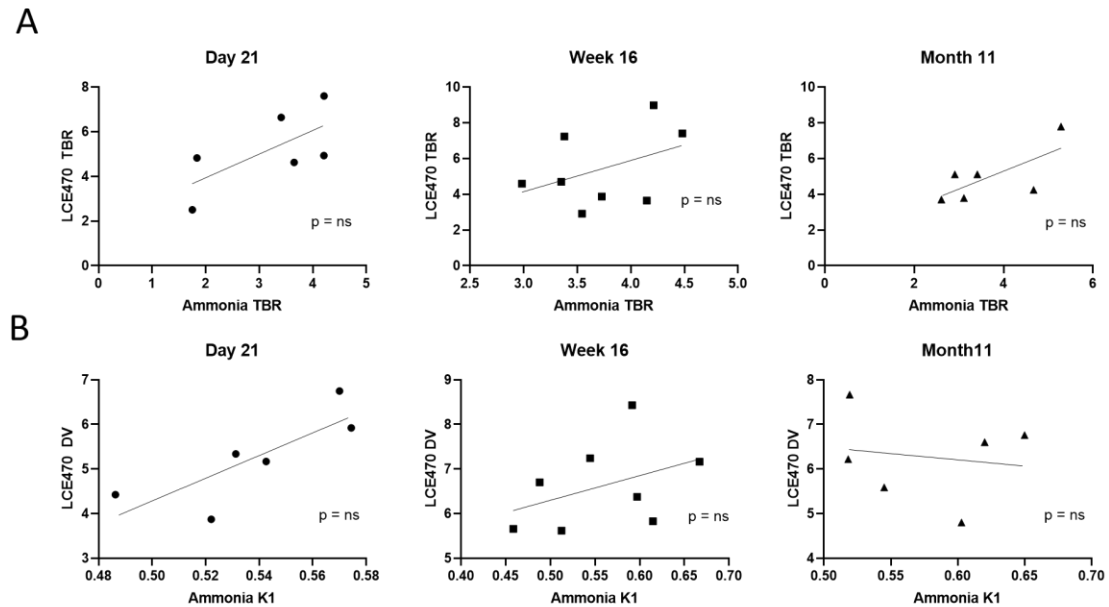 A
Day 21
Week 16
Month 11
LCE470 TBR
8
6
4
2
0
p = ns
0 1 2 3 4 5
Ammonia TBR
LCE470 TBR
10
8
6
4
2
0
p = ns
2.5 3.0 3.5 4.0 4.5 5.0
Ammonia TBR
LCE470 TBR
10
8
6
4
2
0
p = ns
0 2 4 6
Ammonia TBR
B
Day 21
Week 16
Month11
LCE470 DV
7
6
5
4
3
p = ns
0.48 0.50 0.52 0.54 0.56 0.58
Ammonia K1
LCE470 DV
9
8
7
6
5
p = ns
0.40 0.45 0.50 0.55 0.60 0.65 0.70
Ammonia K1
LCE470 DV
8
7
6
5
4
p = ns
0.50 0.55 0.60 0.65 0.70
Ammonia K1